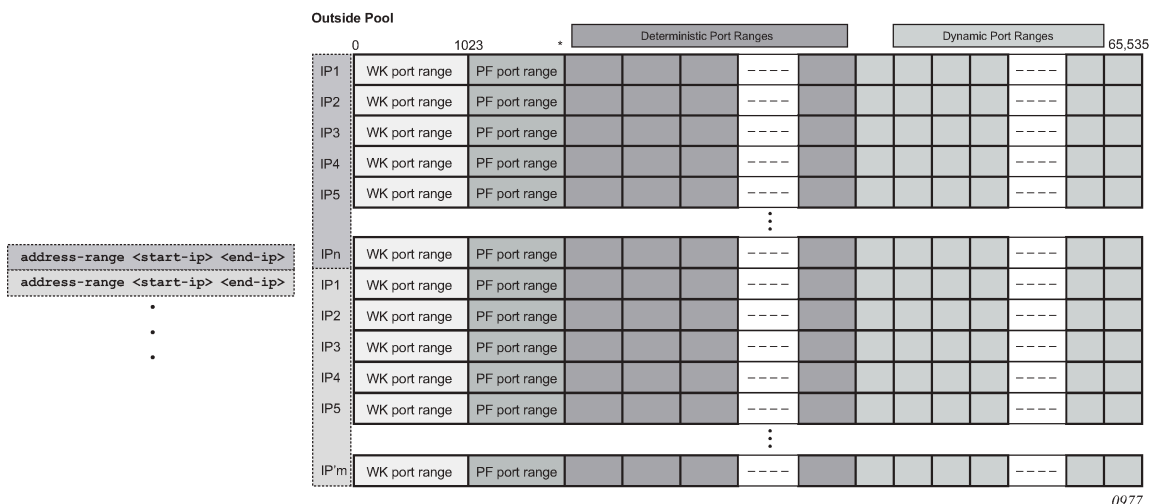 Outside Pool
Deterministic Port Ranges
Dynamic Port Ranges
0 1023 * 65,535
IP1 WK port range PF port range
IP2 WK port range PF port range
IP3 WK port range PF port range
IP4 WK port range PF port range
IP5 WK port range PF port range
IPn WK port range PF port range
address-range <start-ip> <end-ip>
address-range <start-ip> <end-ip>
IP1 WK port range PF port range
IP2 WK port range PF port range
IP3 WK port range PF port range
IP4 WK port range PF port range
IP5 WK port range PF port range
IP'm WK port range PF port range
0977